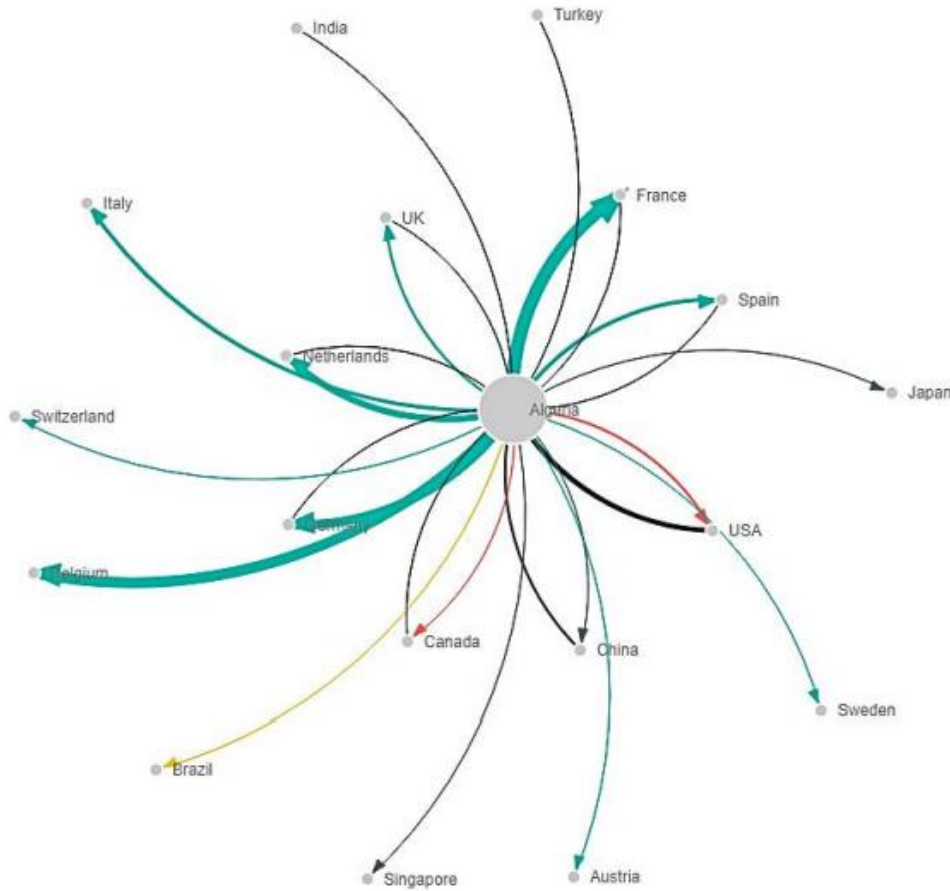 Turkey
India
France
Italy
UK
Spain
Netherlands
Japan
Algeria
Switzerland
Germany
USA
Belgium
Canada
China
Sweden
Brazil
Singapore
Austria